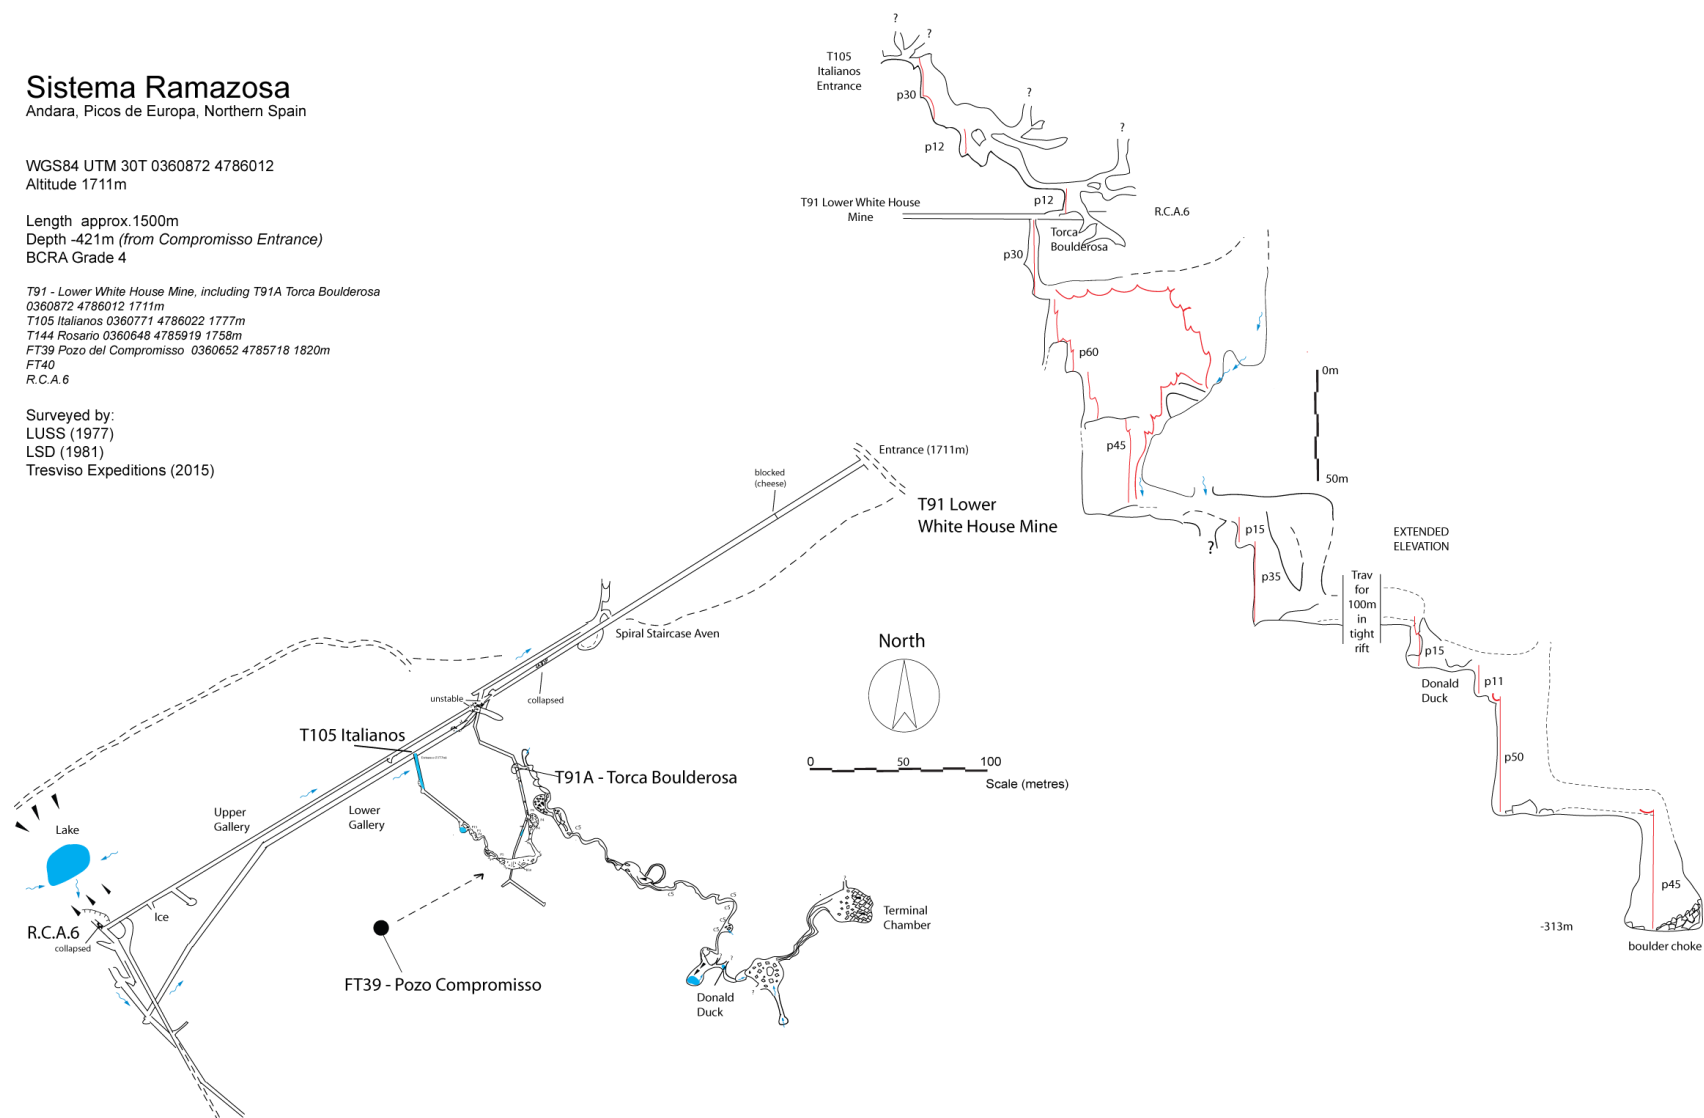 Sistema Ramazosa
Andara, Picos de Europa, Northern Spain
WGS84 UTM 30T 0360872 4786012
Altitude 1711m
Length approx.1500m
Depth -421m (from Compromisso Entrance)
BCRA Grade 4
T91 - Lower White House Mine, including T91A Torca Boulderosa
0360872 4786012 1711m
T105 Italianos 0360771 4786022 1777m
T144 Rosario 0360648 4785919 1758m
FT39 Pozo del Compromisso 0360652 4785718 1820m
FT40
R.C.A.6
Surveyed by:
LUSS (1977)
LSD (1981)
Tresviso Expeditions (2015)
?
?
T105
Italianos
Entrance
p30
?
p12
?
T91 Lower White House
Mine
p12
R.C.A.6
Torca
Boulderosa
p30
p60
0m
p45
50m
?
p15
p35
EXTENDED
ELEVATION
Trav
for
100m
in
tight
rift
p15
Donald
Duck
p11
p50
p45
-313m
boulder choke
Entrance (1711m)
blocked
(cheese)
T91 Lower
White House Mine
Spiral Staircase Aven
collapsed
unstable
T105 Italianos
T91A - Torca Boulderosa
Upper
Gallery
Lower
Gallery
Lake
Ice
R.C.A.6
collapsed
FT39 - Pozo Compromisso
C5
C5
C5
C5
C5
C5
?
?
?
Donald
Duck
Terminal
Chamber
North
0
50
100
Scale (metres)